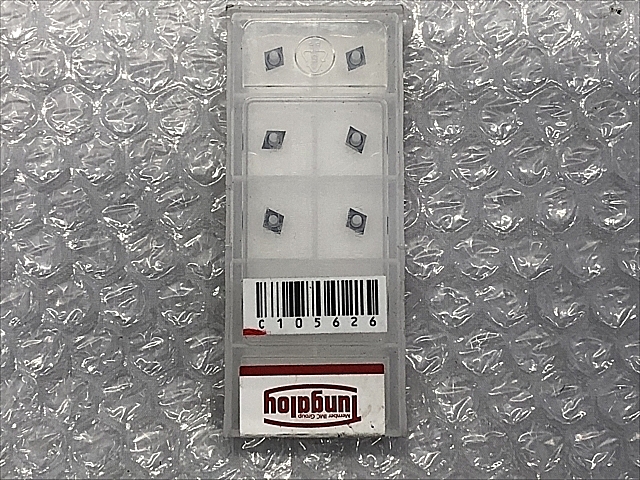 C105626
Tungaloy
Member IMC Group